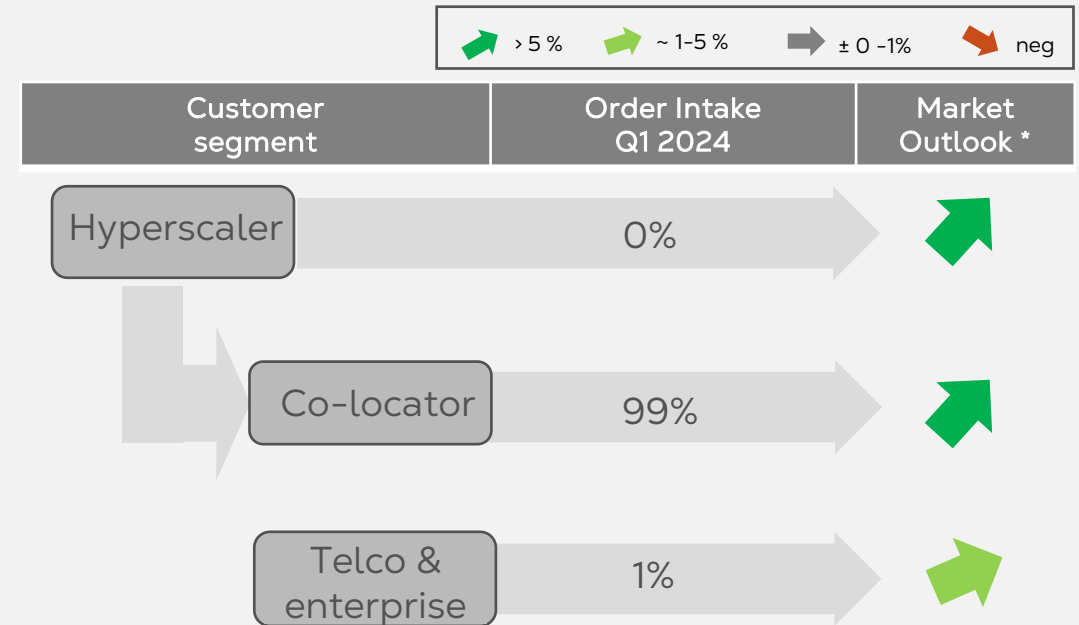 > 5 %
~ 1-5 %
± 0 -1%
neg
Customer
segment
Order Intake
Q1 2024
Market
Outlook *
Hyperscaler
0%
Co-locator
99%
Telco &
enterprise
1%